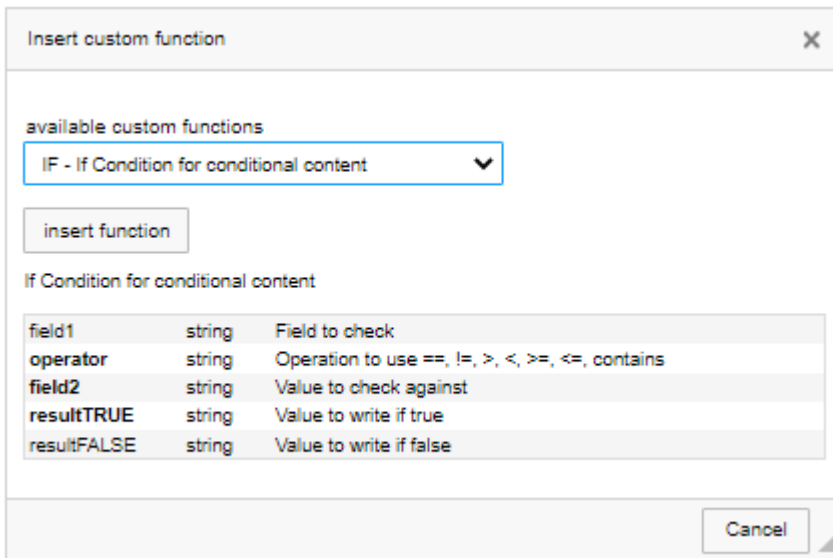 Insert custom function
available custom functions
IF - If Condition for conditional content
insert function
If Condition for conditional content
field1 string Field to check
operator string Operation to use ==, !=, >, <, >=, <=, contains
field2 string Value to check against
resultTRUE string Value to write if true
resultFALSE string Value to write if false
Cancel